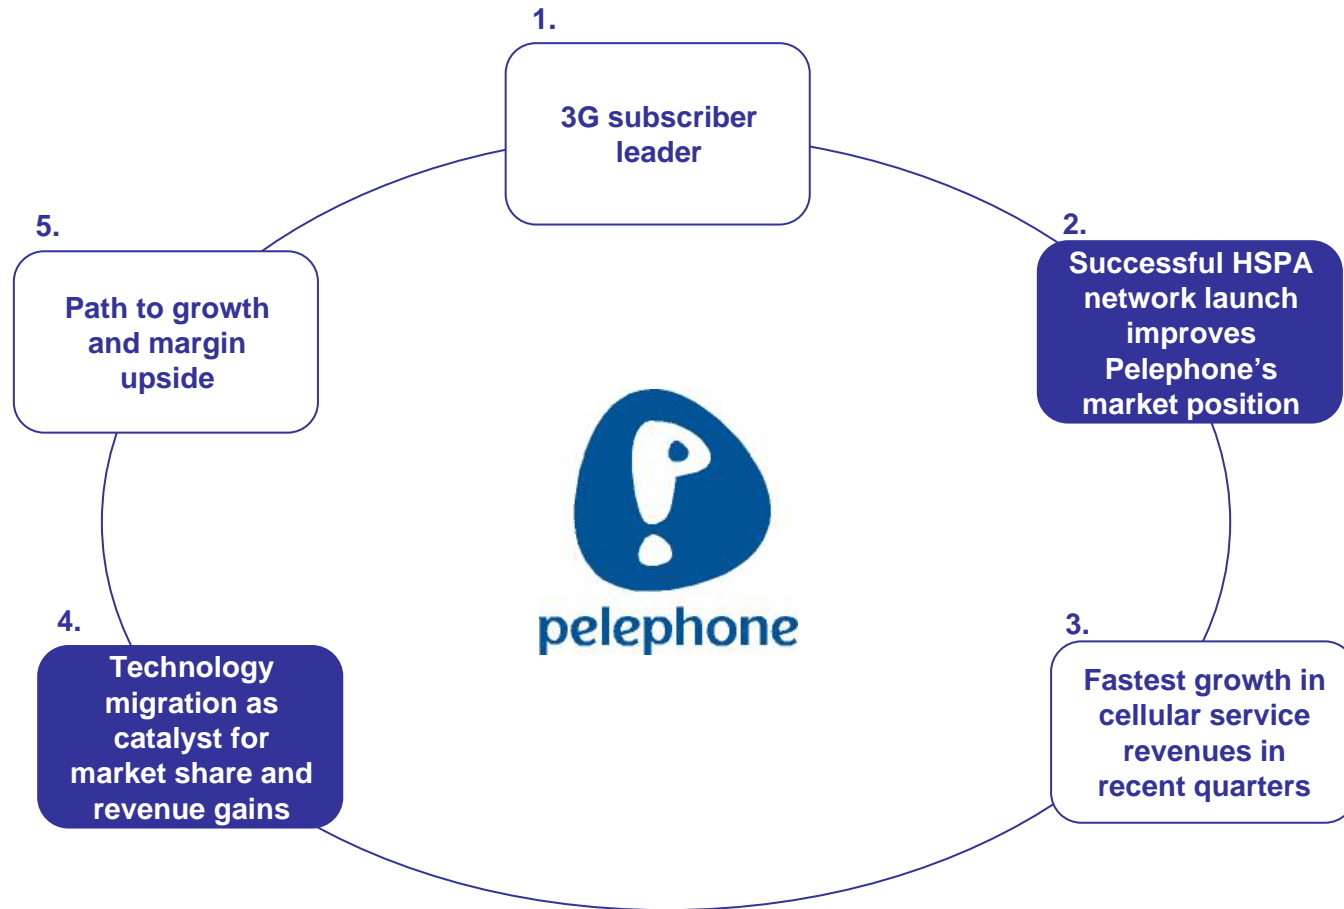 1.
3G subscriber
leader
2.
Successful HSPA
network launch
improves
Pelephone’s
market position
3.
Fastest growth in
cellular service
revenues in
recent quarters
4.
Technology
migration as
catalyst for
market share and
revenue gains
5.
Path to growth
and margin
upside
pelephone